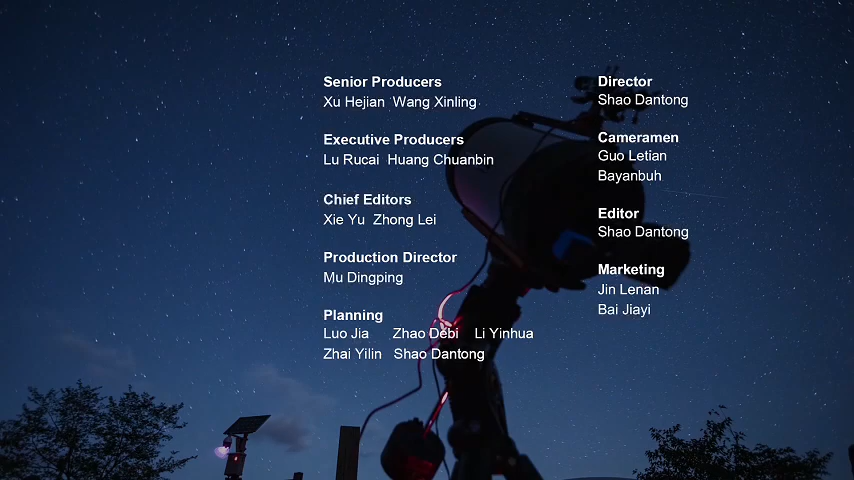 Senior Producers
Xu Hejian Wang Xinling
Executive Producers
Lu Rucai Huang Chuanbin
Chief Editors
Xie Yu Zhong Lei
Production Director
Mu Dingping
Planning
Luo Jia Zhao Debi Li Yinhua
Zhai Yilin Shao Dantong
Director
Shao Dantong
Cameramen
Guo Letian
Bayanbuh
Editor
Shao Dantong
Marketing
Jin Lenan
Bai Jiayi